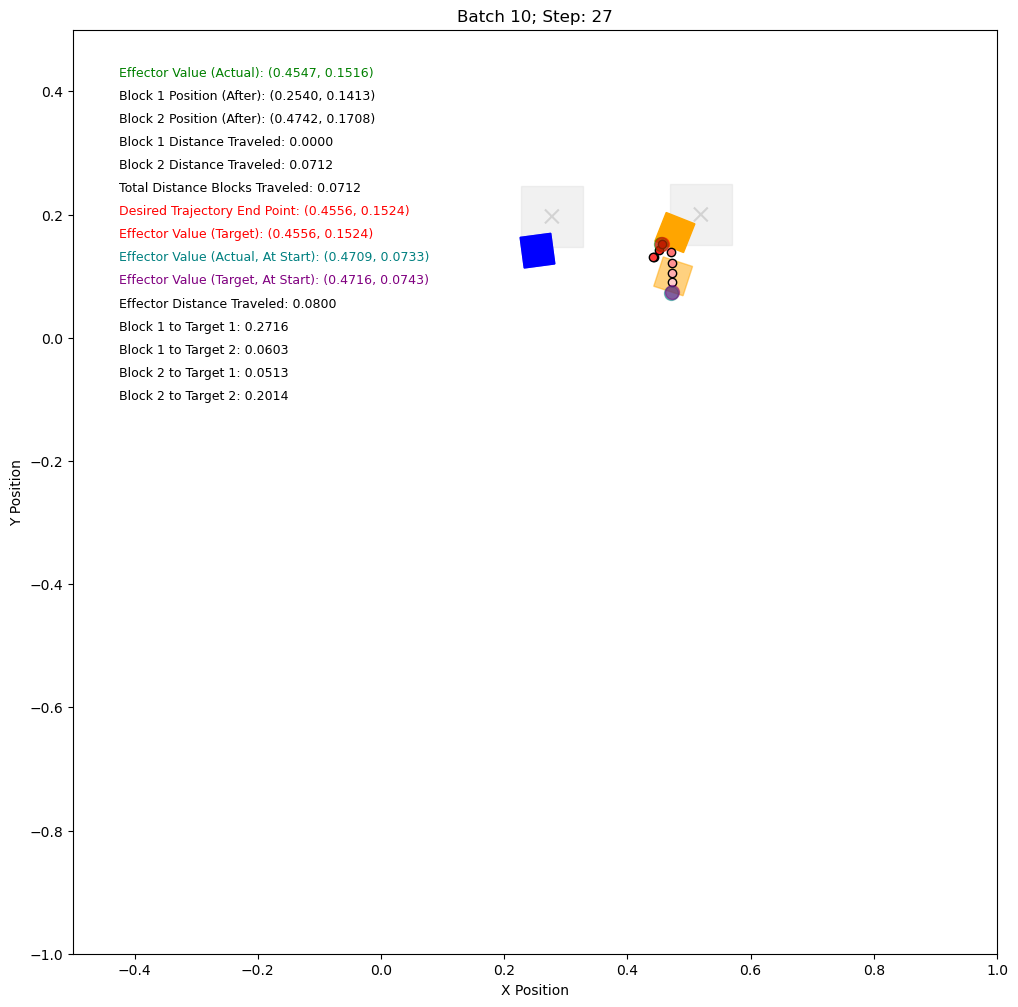 Batch 10; Step: 27
Effector Value (Actual): (0.4547, 0.1516)
Block 1 Position (After): (0.2540, 0.1413)
Block 2 Position (After): (0.4742, 0.1708)
Block 1 Distance Traveled: 0.0000
Block 2 Distance Traveled: 0.0712
Total Distance Blocks Traveled: 0.0712
Desired Trajectory End Point: (0.4556, 0.1524)
Effector Value (Target): (0.4556, 0.1524)
Effector Value (Actual, At Start): (0.4709, 0.0733)
Effector Value (Target, At Start): (0.4716, 0.0743)
Effector Distance Traveled: 0.0800
Block 1 to Target 1: 0.2716
Block 1 to Target 2: 0.0603
Block 2 to Target 1: 0.0513
Block 2 to Target 2: 0.2014
0.4
0.2
0.0
−0.2
−0.4
−0.6
−0.8
−1.0
Y Position
−0.4
−0.2
0.0
0.2
0.4
0.6
0.8
1.0
X Position